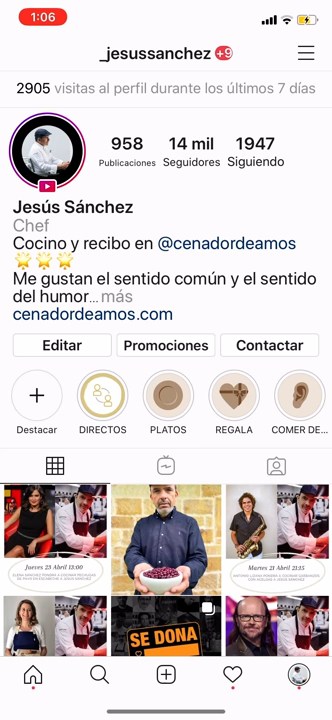 1:06
_jesussanchez +9
2905 visitas al perfil durante los últimos 7 días
958 14 mil 1947
Publicaciones Seguidores Siguiendo
Jesús Sánchez
Chef
Cocino y recibo en @cenadordeamos
Me gustan el sentido común y el sentido
del humor... más
cenadordeamos.com
Editar Promociones Contactar
Destacar DIRECTOS PLATOS REGALA COMER DE...
Jueves 23 Abril 13:00
Martes 21 Abril 21:15
SE DONA